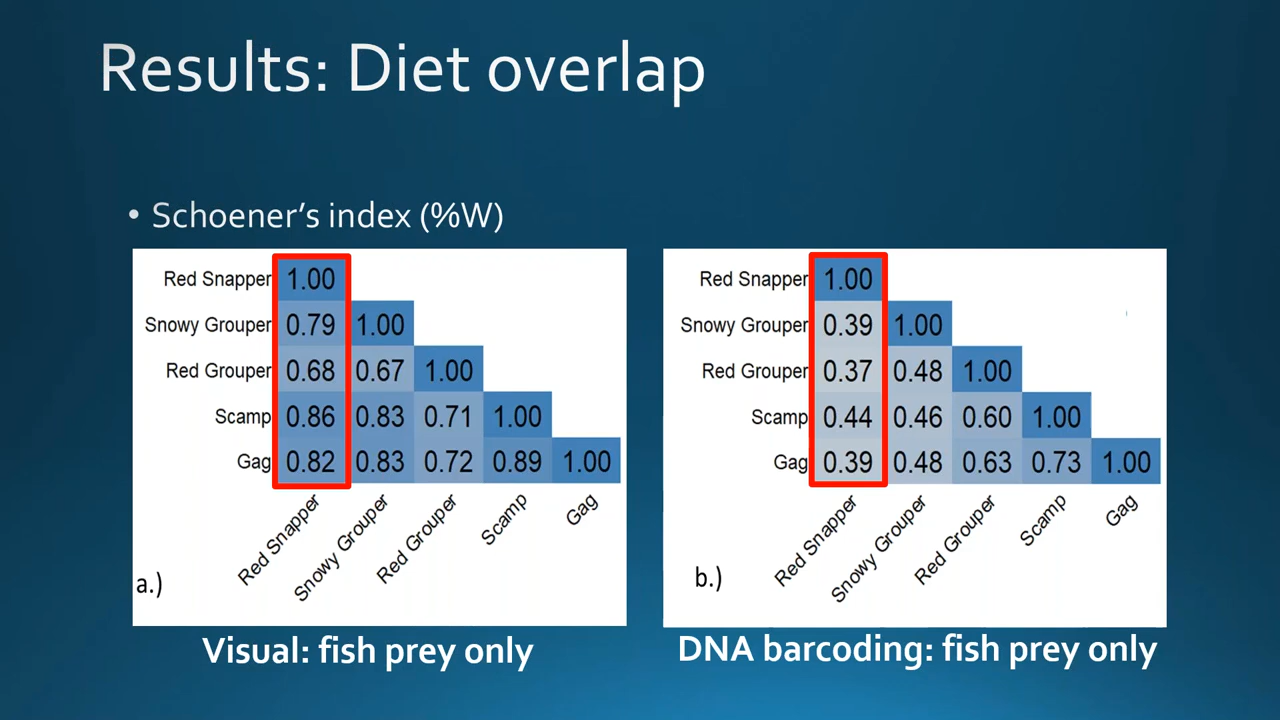 Results: Diet overlap
• Schoener's index (%W)
Red Snapper 1.00
Snowy Grouper 0.79 1.00
Red Grouper 0.68 0.67 1.00
Scamp 0.86 0.83 0.71 1.00
Gag 0.82 0.83 0.72 0.89 1.00
Red Snapper Snowy Grouper Red Grouper Scamp Gag
a.)
Visual: fish prey only
Red Snapper 1.00
Snowy Grouper 0.39 1.00
Red Grouper 0.37 0.48 1.00
Scamp 0.44 0.46 0.60 1.00
Gag 0.39 0.48 0.63 0.73 1.00
Red Snapper Snowy Grouper Red Grouper Scamp Gag
b.)
DNA barcoding: fish prey only